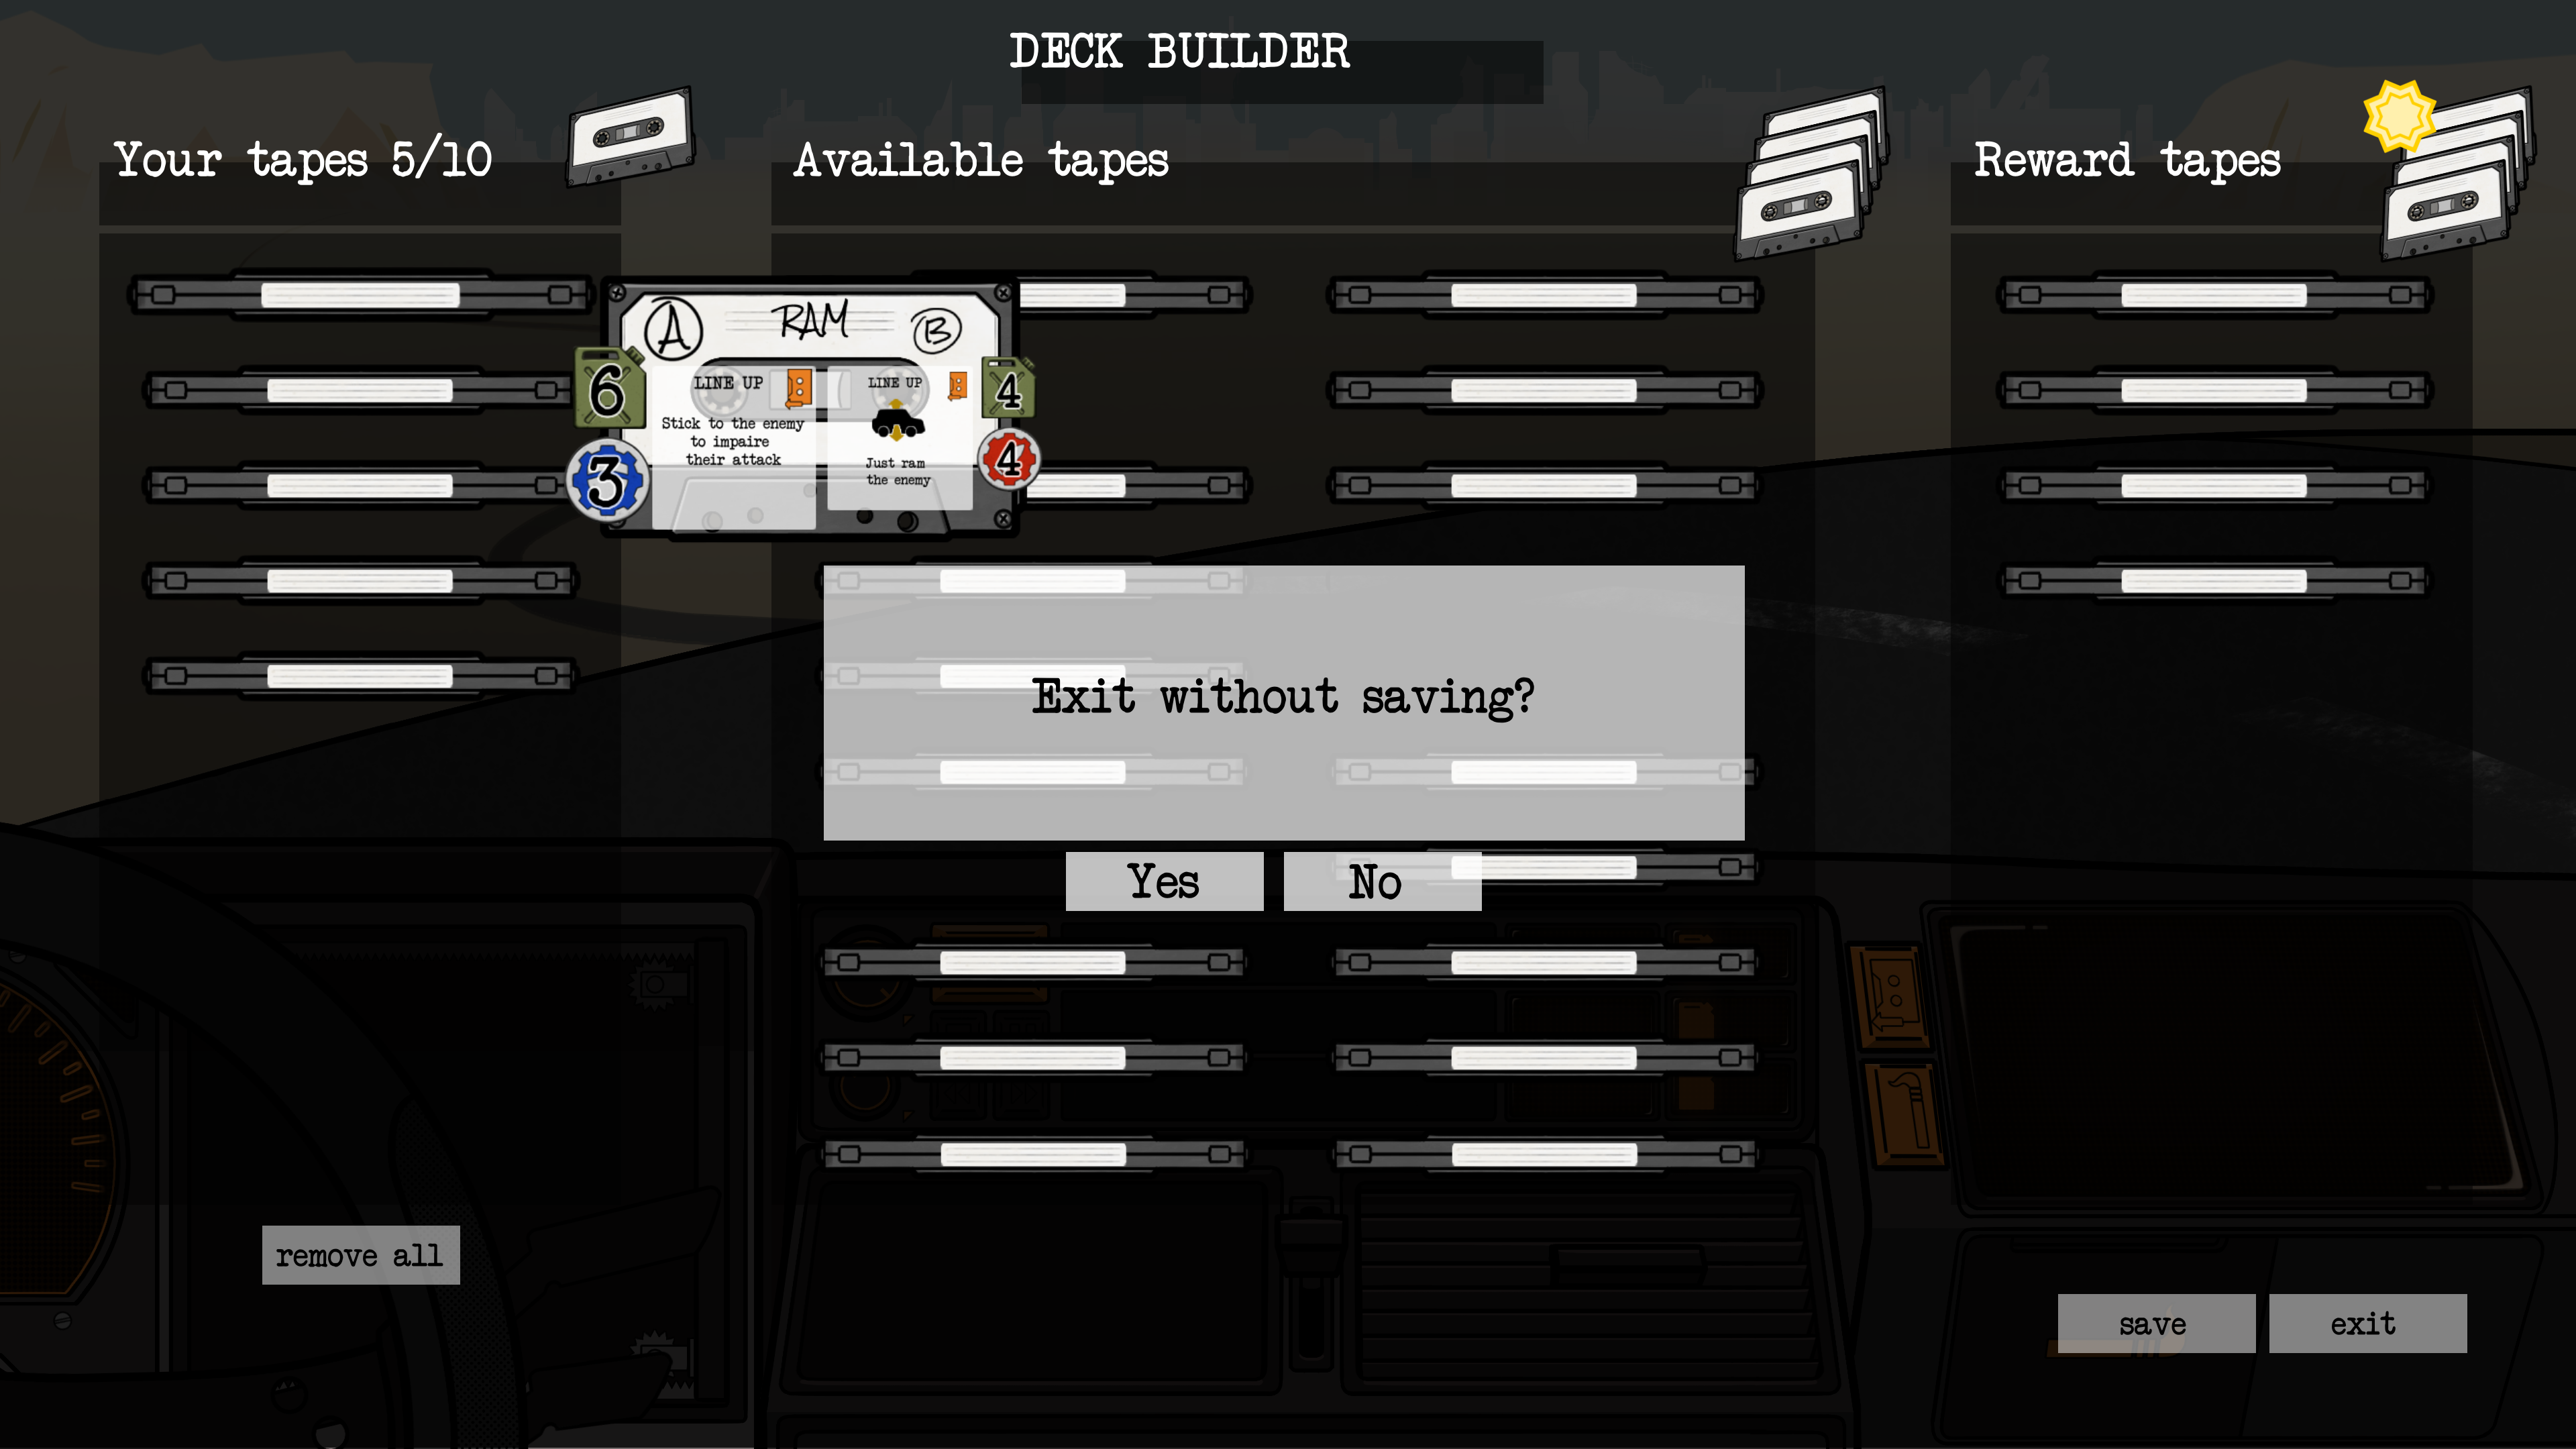 DECK BUILDER
Your tapes 5/10
Available tapes
Reward tapes
A
RAM
B
6
LINE UP
Stick to the enemy
to impaire
their attack
3
LINE UP
4
Just ram
the enemy
4
Exit without saving?
Yes
No
remove all
save
exit